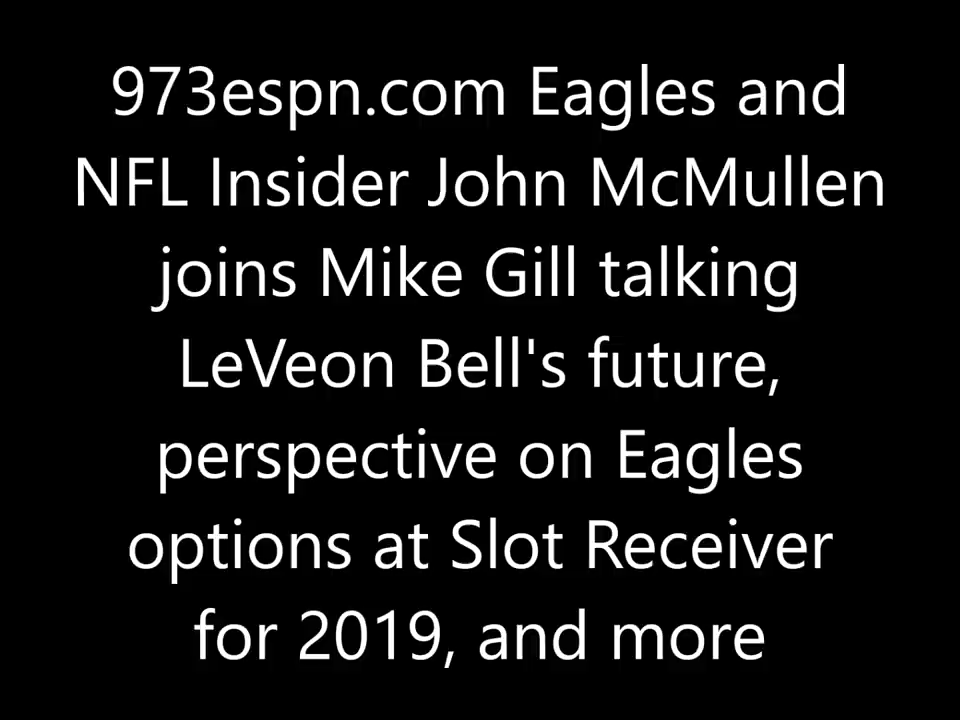 973espn.com Eagles and
NFL Insider John McMullen
joins Mike Gill talking
LeVeon Bell's future,
perspective on Eagles
options at Slot Receiver
for 2019, and more